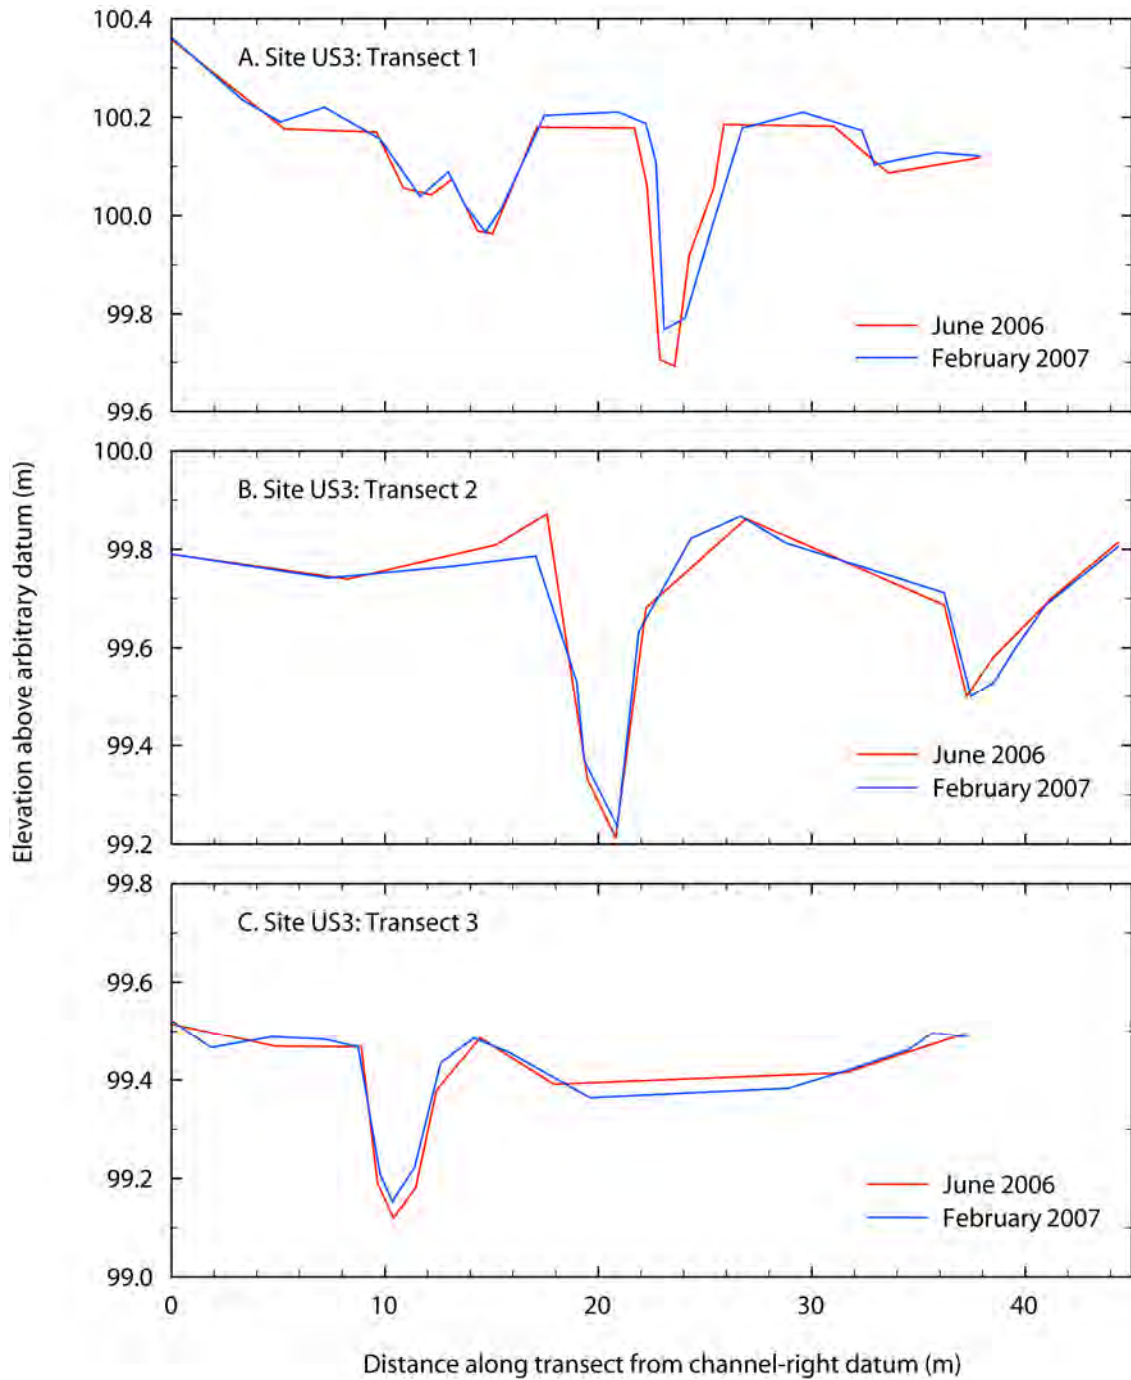 Elevation above arbitrary datum (m)
100.4
100.2
100.0
99.8
99.6
A. Site US3: Transect 1
June 2006
February 2007
100.0
99.8
99.6
99.4
99.2
B. Site US3: Transect 2
June 2006
February 2007
99.8
99.6
99.4
99.2
99.0
C. Site US3: Transect 3
June 2006
February 2007
0 10 20 30 40
Distance along transect from channel-right datum (m)